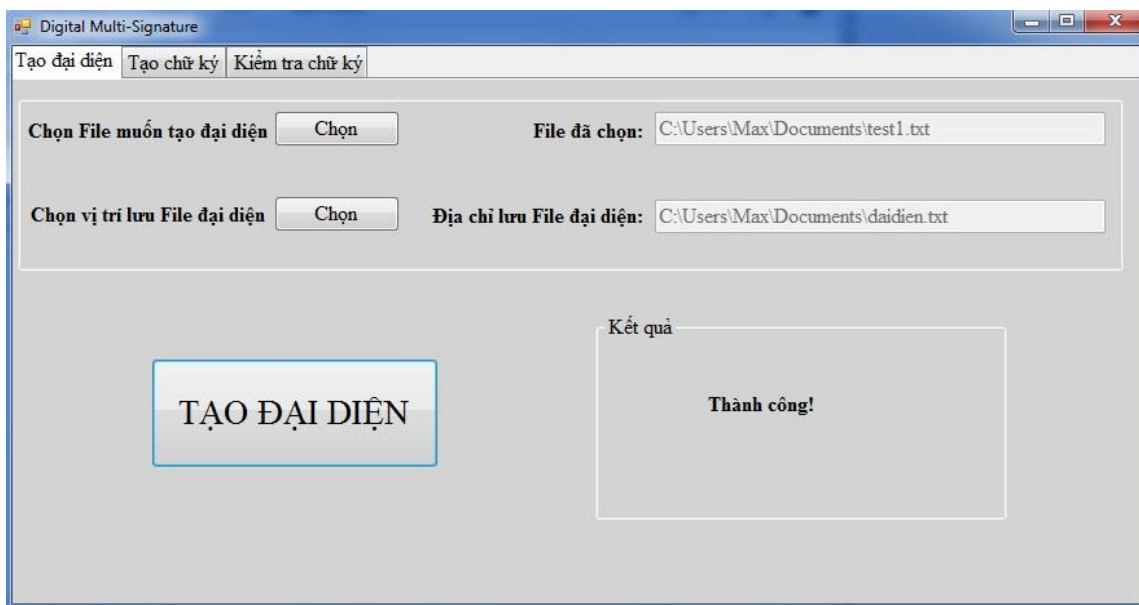 Digital Multi-Signature
Tạo đại diện Tạo chữ ký Kiểm tra chữ ký
Chọn File muốn tạo đại diện Chọn File đã chọn: C:\Users\Max\Documents\test1.txt
Chọn vị trí lưu File đại diện Chọn Địa chỉ lưu File đại diện: C:\Users\Max\Documents\daidien.txt
Kết quả
TẠO ĐẠI DIỆN Thành công!